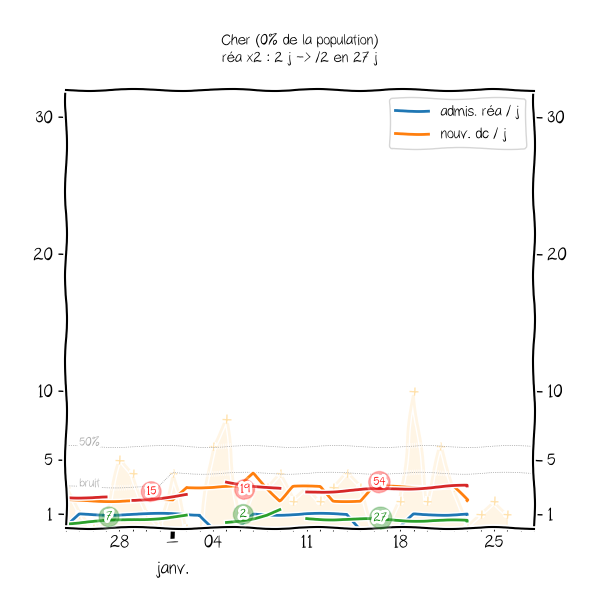 Cher (0% de la population)
réa x2 : 2 j -> /2 en 27 j
admis. réa / j
nouv. dc / j
30 30
20 20
10 10
50%
5 5
bruit
15 19 54
7 2 27
1 1
28 1 04 11 18 25
janv.